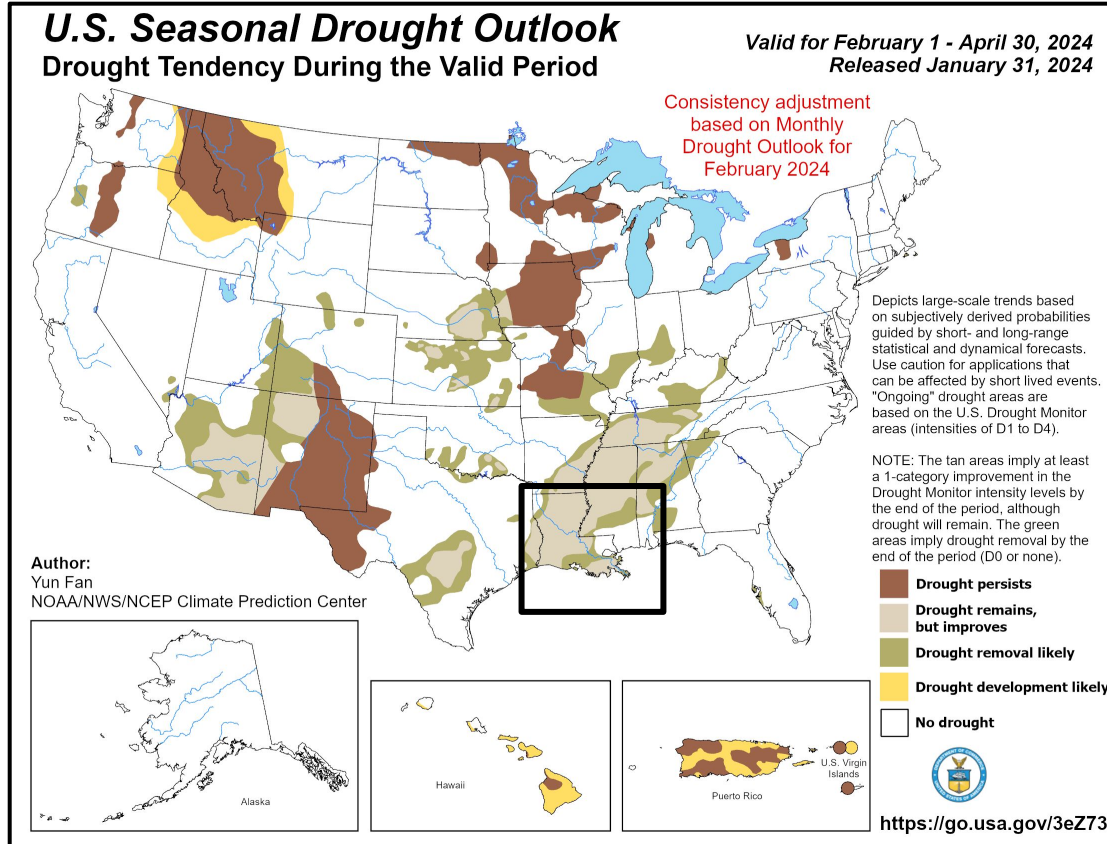 U.S. Seasonal Drought Outlook
Drought Tendency During the Valid Period
Valid for February 1 - April 30, 2024
Released January 31, 2024
Consistency adjustment
based on Monthly
Drought Outlook for
February 2024
Depicts large-scale trends based
on subjectively derived probabilities
guided by short- and long-range
statistical and dynamical forecasts.
Use caution for applications that
can be affected by short lived events.
"Ongoing" drought areas are
based on the U.S. Drought Monitor
areas (intensities of D1 to D4).
NOTE: The tan areas imply at least
a 1-category improvement in the
Drought Monitor intensity levels by
the end of the period, although
drought will remain. The green
areas imply drought removal by the
end of the period (D0 or none).
Author:
Yun Fan
NOAA/NWS/NCEP Climate Prediction Center
Drought persists
Drought remains,
but improves
Drought removal likely
Drought development likely
No drought
Alaska
Hawaii
Puerto Rico
U.S. Virgin
Islands
https://go.usa.gov/3eZ73